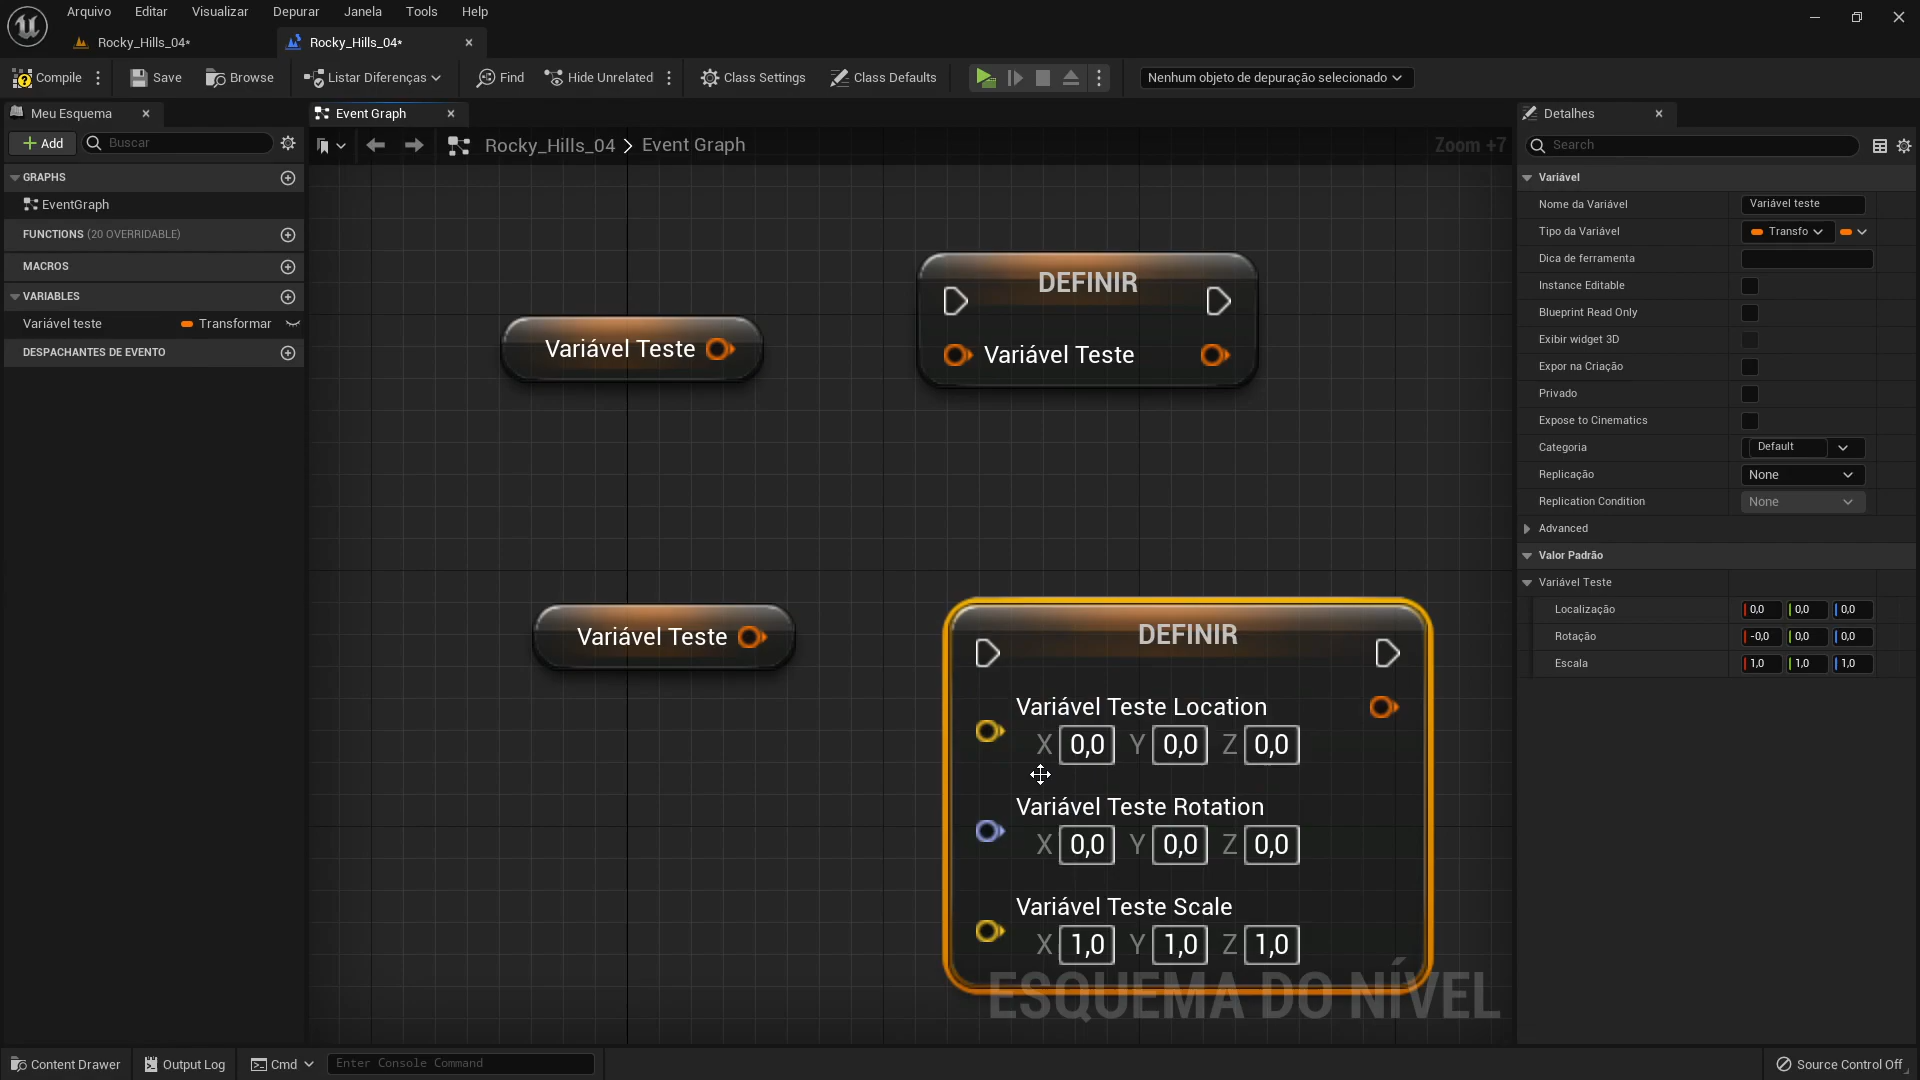 Arquivo Editar Visualizar Depurar Janela Tools Help
Rocky_Hills_04* Rocky_Hills_04*
Compile Save Browse Listar Diferenças Find Hide Unrelated Class Settings Class Defaults Nenhum objeto de depuração selecionado
Meu Esquema
Add Buscar
GRAPHS
EventGraph
FUNCTIONS (20 OVERRIDABLE)
MACROS
VARIABLES
Variável teste Transformar
DESPACHANTES DE EVENTO
Event Graph
Rocky_Hills_04 > Event Graph Zoom +7
Variável Teste
DEFINIR
Variável Teste
Variável Teste
DEFINIR
Variável Teste Location
X 0,0 Y 0,0 Z 0,0
Variável Teste Rotation
X 0,0 Y 0,0 Z 0,0
Variável Teste Scale
X 1,0 Y 1,0 Z 1,0
ESQUEMA DO NÍVEL
Detalhes
Search
Variável
Nome da Variável Variável teste
Tipo da Variável Transfo
Dica de ferramenta
Instance Editable
Blueprint Read Only
Exibir widget 3D
Expor na Criação
Privado
Expose to Cinematics
Categoria Default
Replicação None
Replication Condition None
Advanced
Valor Padrão
Variável Teste
Localização 0,0 0,0 0,0
Rotação -0,0 0,0 0,0
Escala 1,0 1,0 1,0
Content Drawer Output Log Cmd Enter Console Command Source Control Off